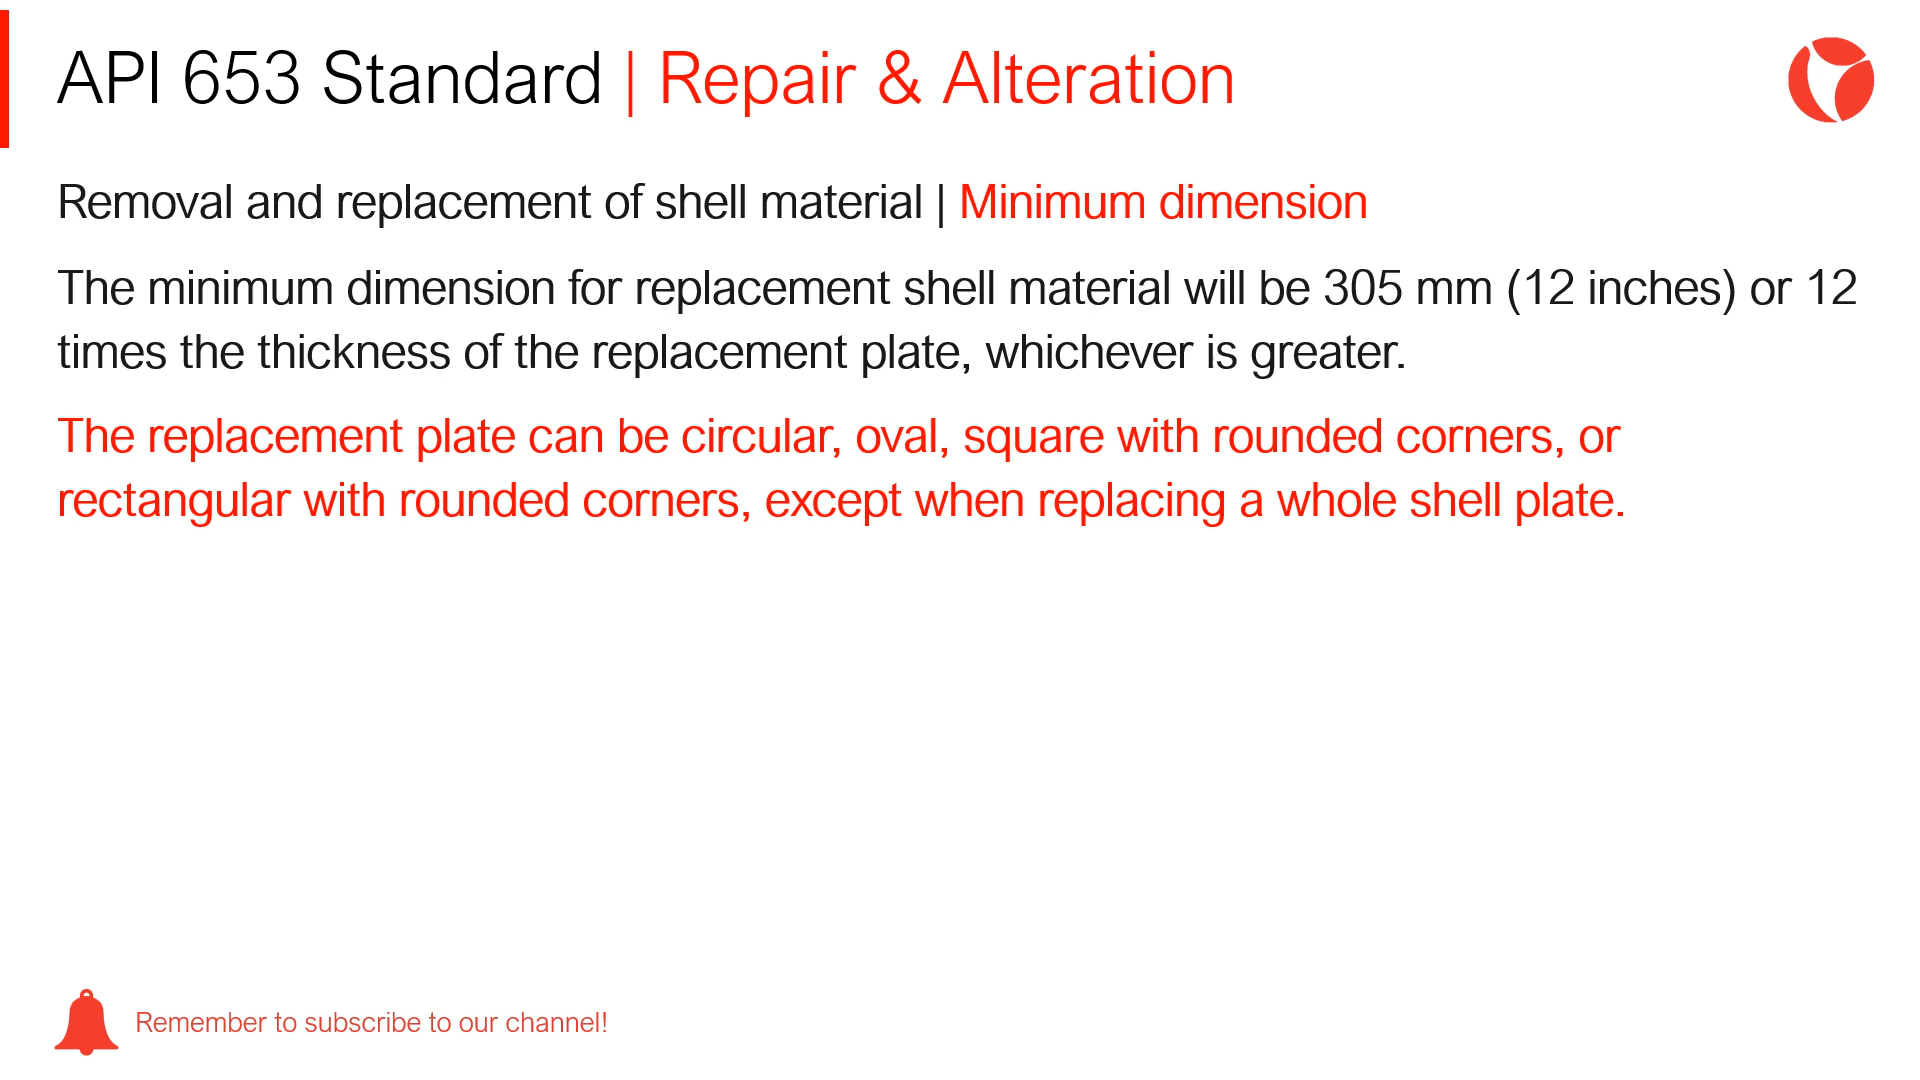 API 653 Standard | Repair & Alteration
Removal and replacement of shell material | Minimum dimension
The minimum dimension for replacement shell material will be 305 mm (12 inches) or 12
times the thickness of the replacement plate, whichever is greater.
The replacement plate can be circular, oval, square with rounded corners, or
rectangular with rounded corners, except when replacing a whole shell plate.
Remember to subscribe to our channel!